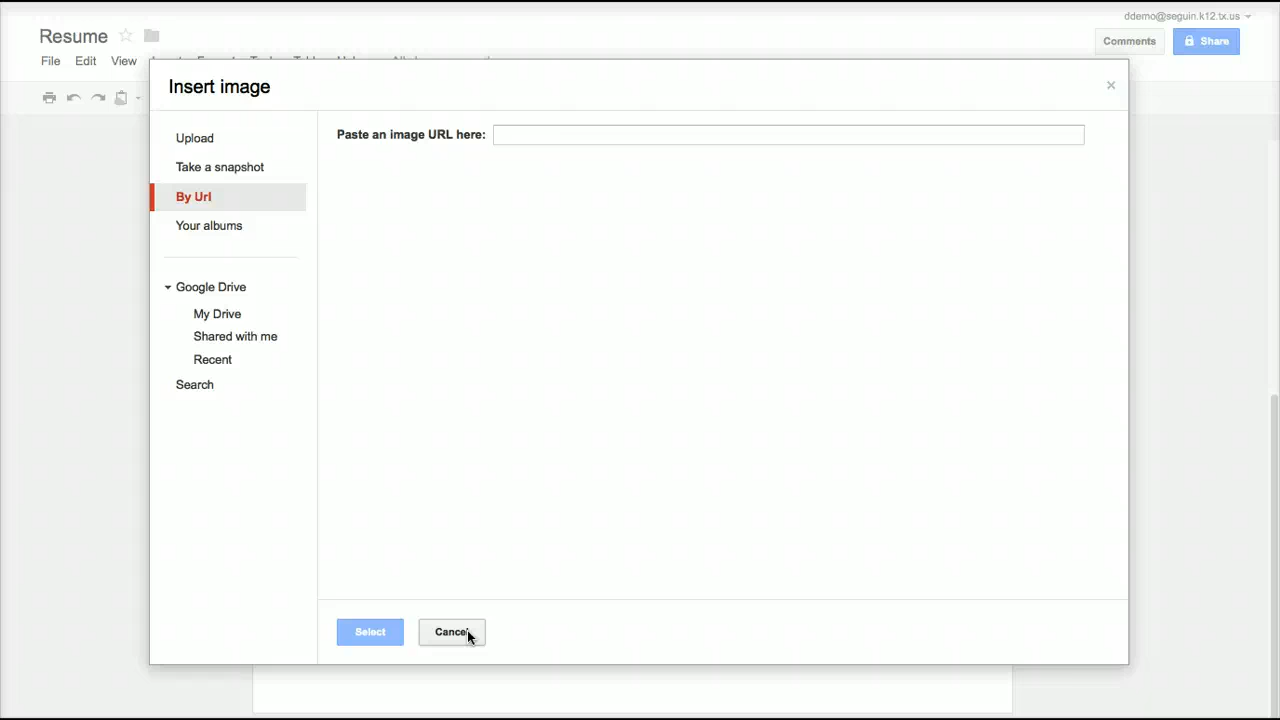 ddemo@seguin.k12.tx.us
Resume
Comments
Share
File Edit View
Insert image
Upload
Paste an image URL here:
Take a snapshot
By Url
Your albums
Google Drive
My Drive
Shared with me
Recent
Search
Select
Cancel